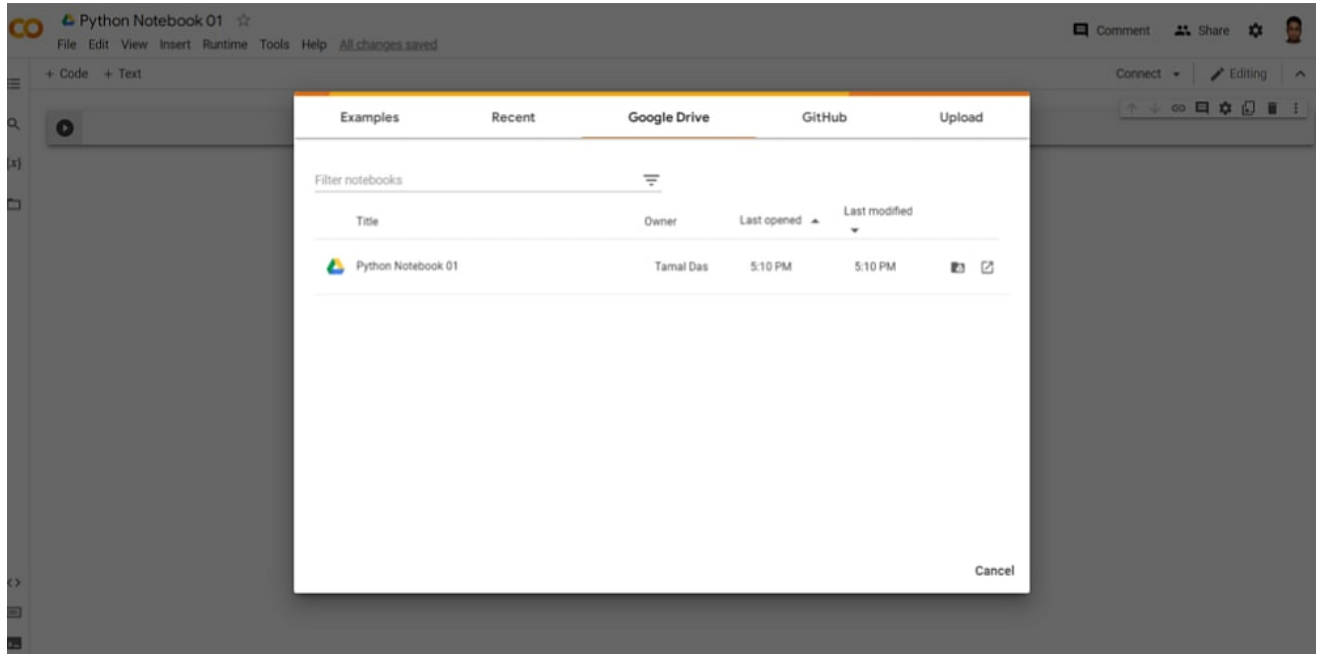 Python Notebook 01
File Edit View Insert Runtime Tools Help All changes saved
Comment Share
+ Code + Text
Connect Editing
Examples Recent Google Drive GitHub Upload
{x}
Filter notebooks
Title Owner Last opened Last modified
Python Notebook 01 Tamal Das 5:10 PM 5:10 PM
Cancel